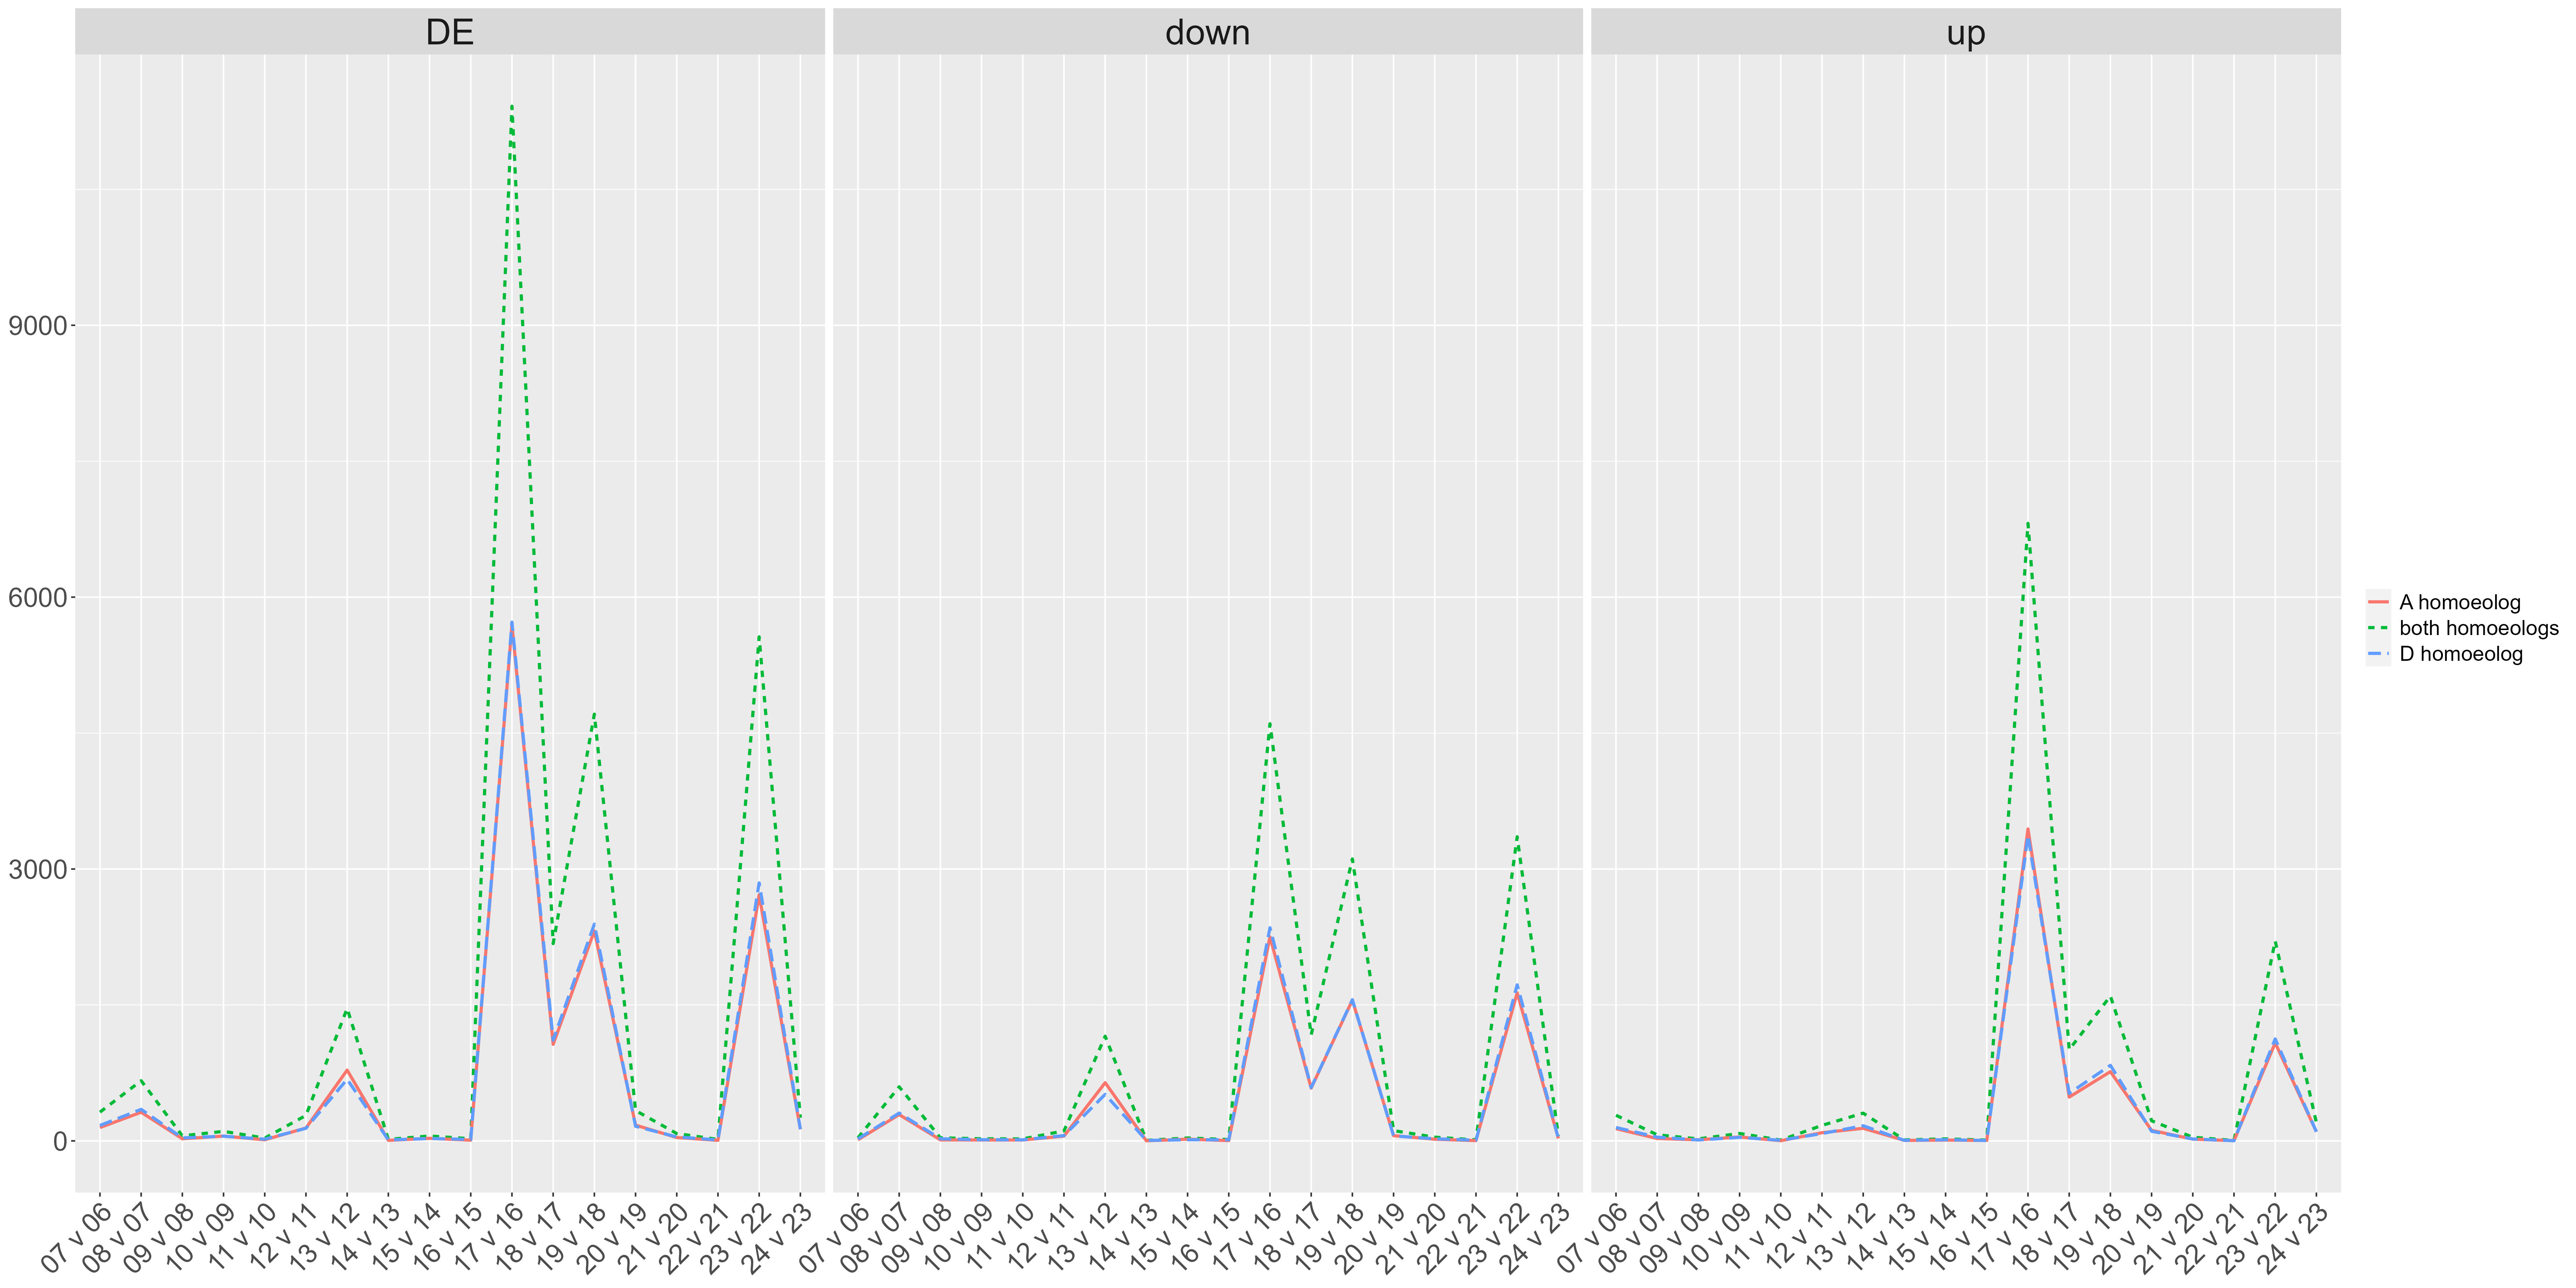 DE down up
9000
6000
3000
0
A homoeolog
both homoeologs
D homoeolog
07 v 06 08 v 07 09 v 08 10 v 09 11 v 10 12 v 11 13 v 12 14 v 13 15 v 14 16 v 15 17 v 16 18 v 17 19 v 18 20 v 19 21 v 20 22 v 21 23 v 22 24 v 23 07 v 06 08 v 07 09 v 08 10 v 09 11 v 10 12 v 11 13 v 12 14 v 13 15 v 14 16 v 15 17 v 16 18 v 17 19 v 18 20 v 19 21 v 20 22 v 21 23 v 22 24 v 23 07 v 06 08 v 07 09 v 08 10 v 09 11 v 10 12 v 11 13 v 12 14 v 13 15 v 14 16 v 15 17 v 16 18 v 17 19 v 18 20 v 19 21 v 20 22 v 21 23 v 22 24 v 23